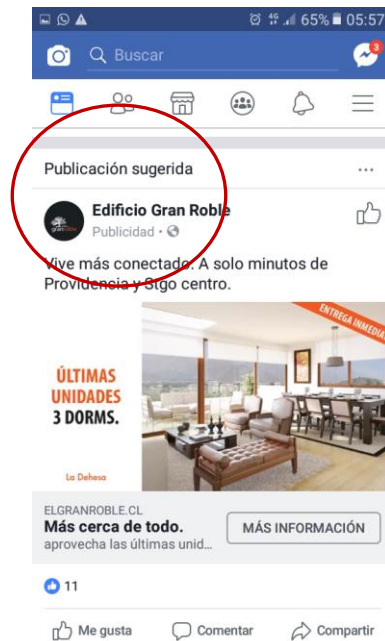 4G 65% 05:57
Buscar
3
Publicación sugerida
Edificio Gran Roble
Publicidad
Vive más conectado. A solo minutos de
Providencia y Stgo centro.
ENTREGA INMEDIA
ÚLTIMAS
UNIDADES
3 DORMS.
La Dehesa
ELGRANROBLE.CL
Más cerca de todo.
aprovecha las últimas unid...
MÁS INFORMACIÓN
11
Me gusta Comentar Compartir